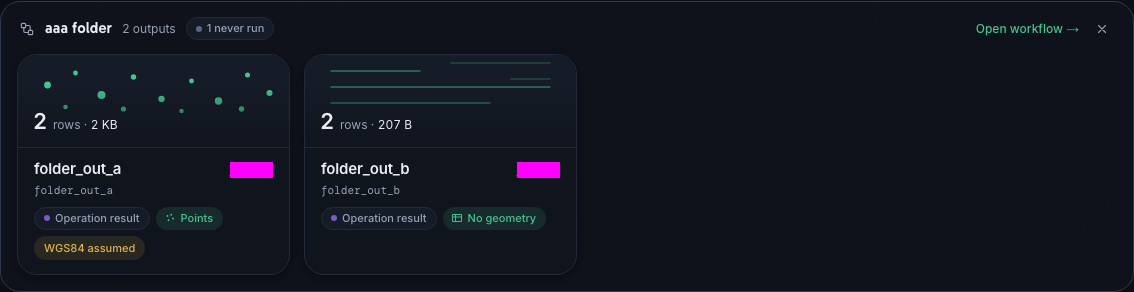 aaa folder 2 outputs 1 never run Open workflow →
2 rows · 2 KB
folder_out_a
folder_out_a
Operation result Points
WGS84 assumed
2 rows · 207 B
folder_out_b
folder_out_b
Operation result No geometry